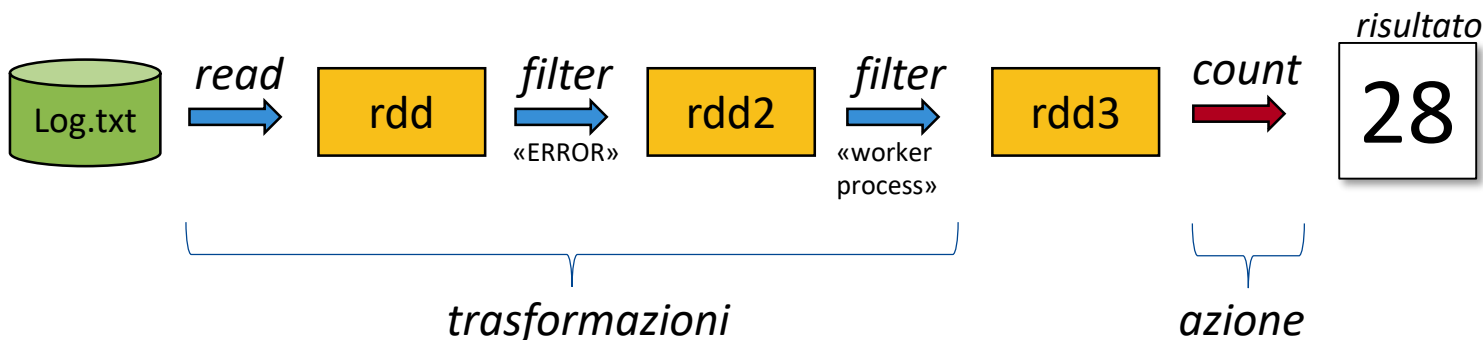 risultato
read
filter
filter
count
Log.txt
rdd
rdd2
rdd3
28
«ERROR»
«worker
process»
trasformazioni
azione